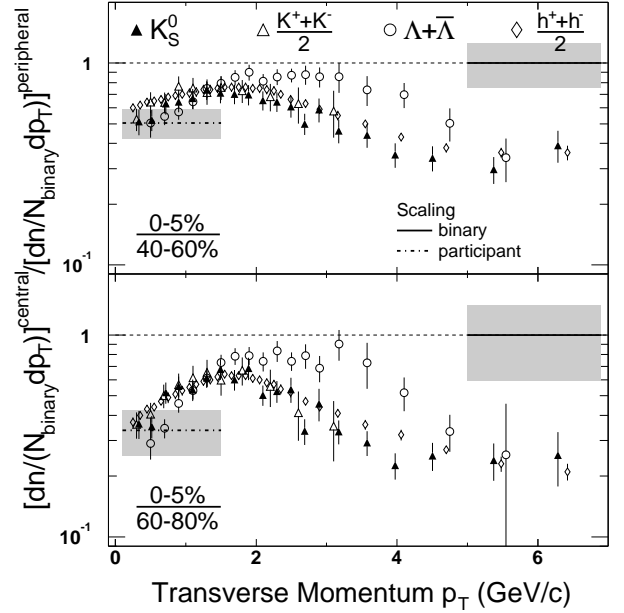 K⁰_S  K⁺+K⁻/2  Λ+Λ̅  h⁺+h⁻/2
[dn/(N_binary dp_T)]^central/[dn/N_binary dp_T)]^peripheral
1
0-5%
40-60%
Scaling
binary
participant
10⁻¹
1
0-5%
60-80%
10⁻¹
0 2 4 6
Transverse Momentum p_T (GeV/c)